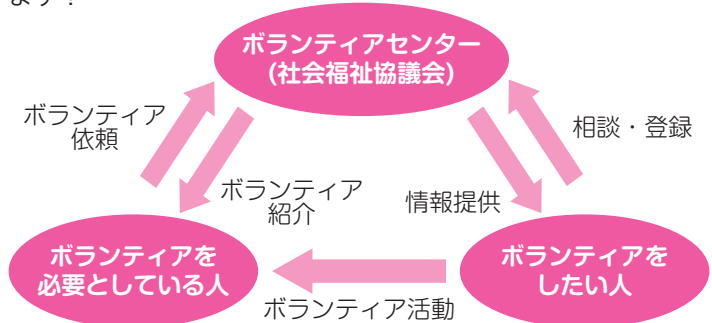 ます！
ボランティアセンター
(社会福祉協議会)
ボランティア
依頼
ボランティア
紹介
情報提供
相談・登録
ボランティアを
必要としている人
ボランティアを
したい人
ボランティア活動